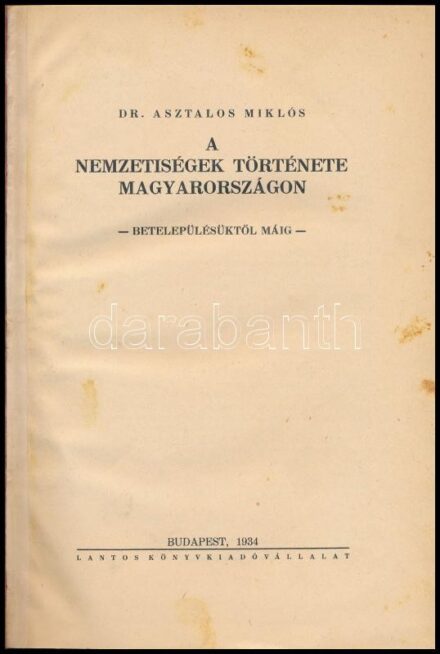 DR. ASZTALOS MIKLÓS
A
NEMZETISÉGEK TÖRTÉNETE
MAGYARORSZÁGON
— BETELEPÜLÉSÜKTŐL MÁIG —
darabanth
BUDAPEST, 1934
LANTOS KÖNYVKIADÓVÁLLALAT